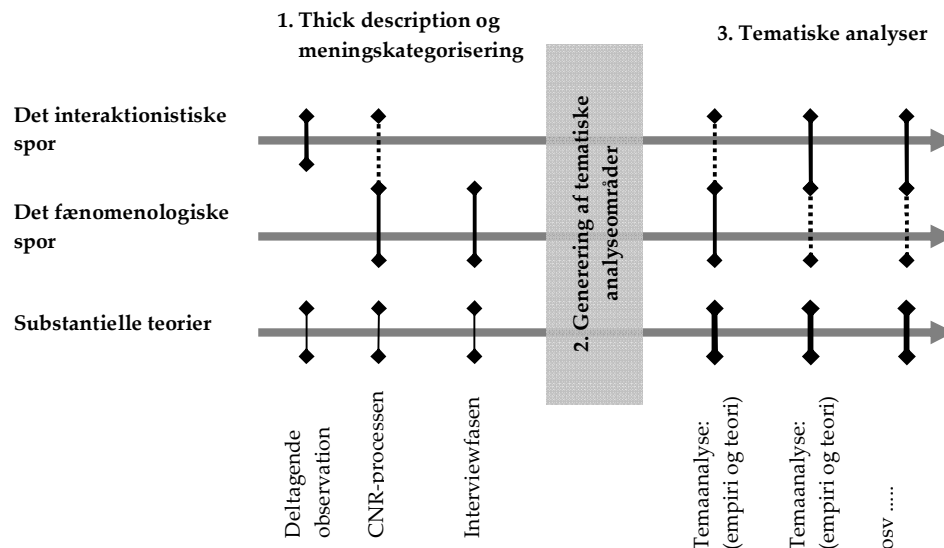 1. Thick description og
meningskategorisering
3. Tematiske analyser
Det interaktionistiske
spor
Det fænomenologiske
spor
Substantielle teorier
2. Generering af tematiske
analyseområder
Deltagende
observation
CNR-processen
Interviewfasen
Temaanalyse:
(empiri og teori)
Temaanalyse:
(empiri og teori)
osv .....